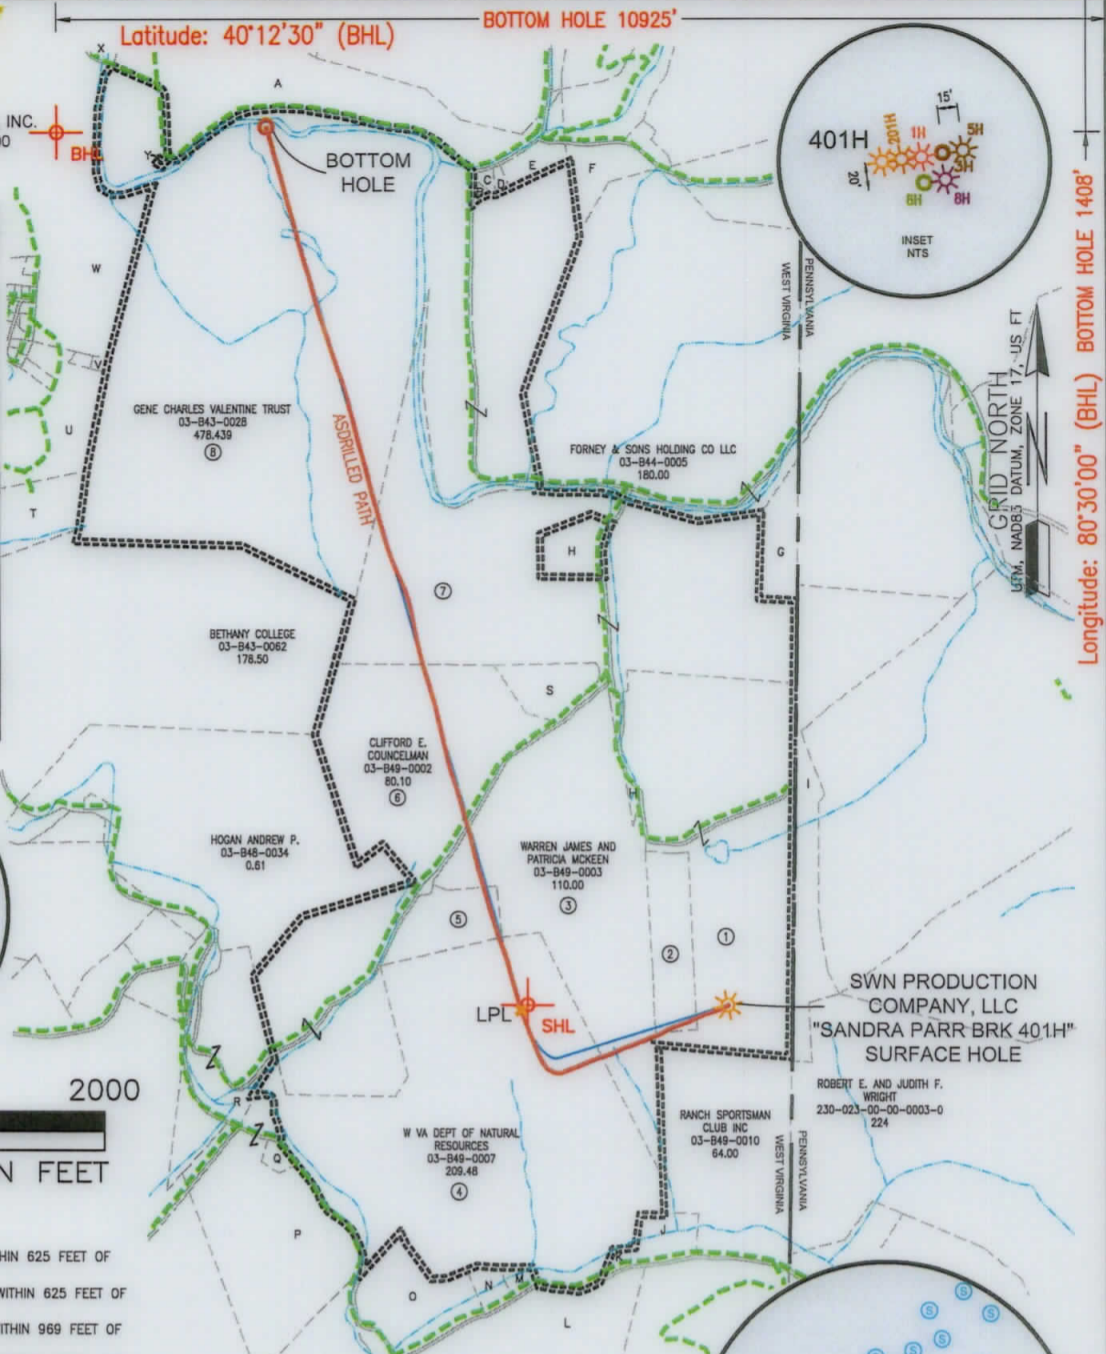 BOTTOM HOLE 10925'
Latitude: 40°12'30" (BHL)
INC.
BHL
X
A
Y
Z
BOTTOM
HOLE
B
C
D
E
F
401H
201H
1H
15'
5H
3H
20'
8H
8H
INSET
NTS
W
V
U
T
PENNSYLVANIA
WEST VIRGINIA
BOTTOM HOLE 1408'
Longitude: 80°30'00" (BHL)
GRID NORTH
UTM, NAD83 DATUM, ZONE 17, US FT
N
GENE CHARLES VALENTINE TRUST
03-B43-0028
478.439
8
ASDRILLED PATH
Z
FORNEY & SONS HOLDING CO LLC
03-B44-0005
180.00
Z
H
G
7
Z
BETHANY COLLEGE
03-B43-0062
178.50
S
CLIFFORD E.
COUNCELMAN
03-B49-0002
80.10
6
H
I
Z
HOGAN ANDREW P.
03-B48-0034
0.61
WARREN JAMES AND
PATRICIA MCKEEN
03-B49-0003
110.00
3
5
2
1
LPL
SHL
SWN PRODUCTION
COMPANY, LLC
"SANDRA PARR BRK 401H"
SURFACE HOLE
Z
Z
2000
R
ROBERT E. AND JUDITH F.
WRIGHT
230-023-00-00-0003-0
224
RANCH SPORTSMAN
CLUB INC
03-B49-0010
64.00
W VA DEPT OF NATURAL
RESOURCES
03-B49-0007
209.48
4
Z
Q
WEST VIRGINIA
PENNSYLVANIA
N FEET
P
J
K
O
N
M
L
HIN 625 FEET OF
WITHIN 625 FEET OF
ITHIN 969 FEET OF
S
S
S
S
S